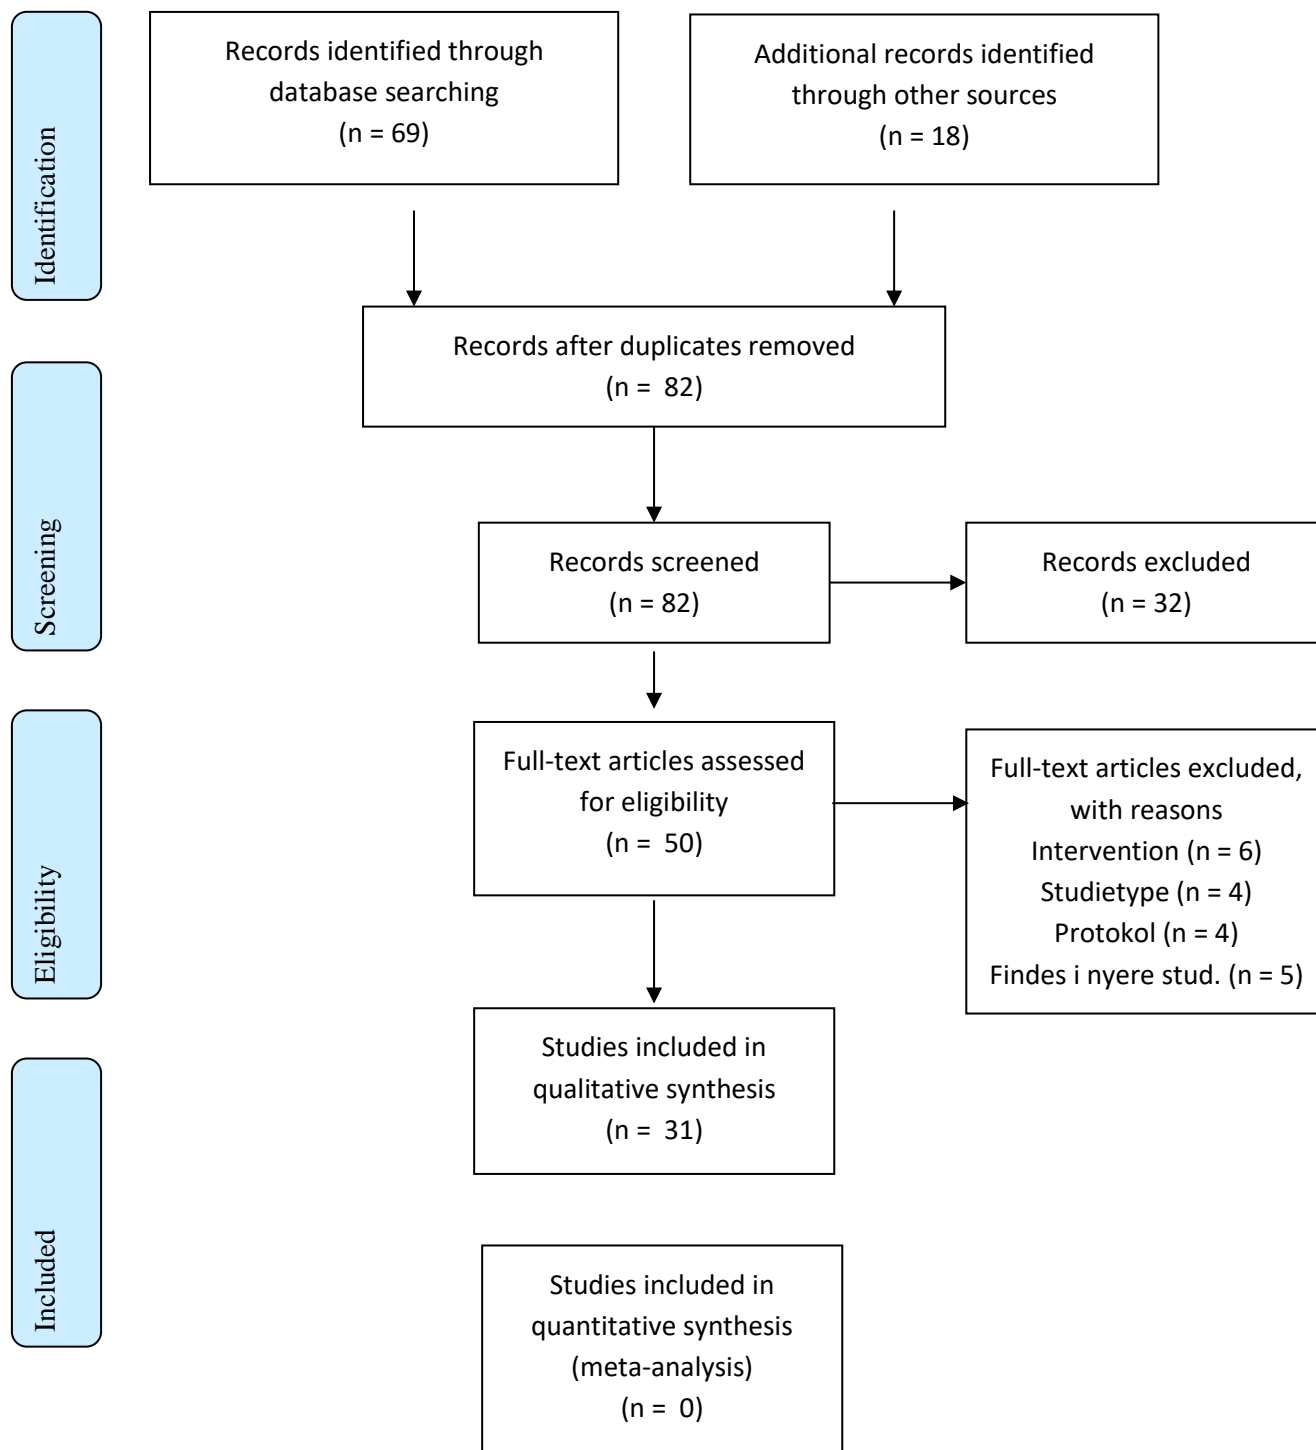 Identification
Records identified through
database searching
(n = 69)
Additional records identified
through other sources
(n = 18)
Records after duplicates removed
(n = 82)
Screening
Records screened
(n = 82)
Records excluded
(n = 32)
Eligibility
Full-text articles assessed
for eligibility
(n = 50)
Full-text articles excluded,
with reasons
Intervention (n = 6)
Studietype (n = 4)
Protokol (n = 4)
Findes i nyere stud. (n = 5)
Included
Studies included in
qualitative synthesis
(n = 31)
Studies included in
quantitative synthesis
(meta-analysis)
(n = 0)